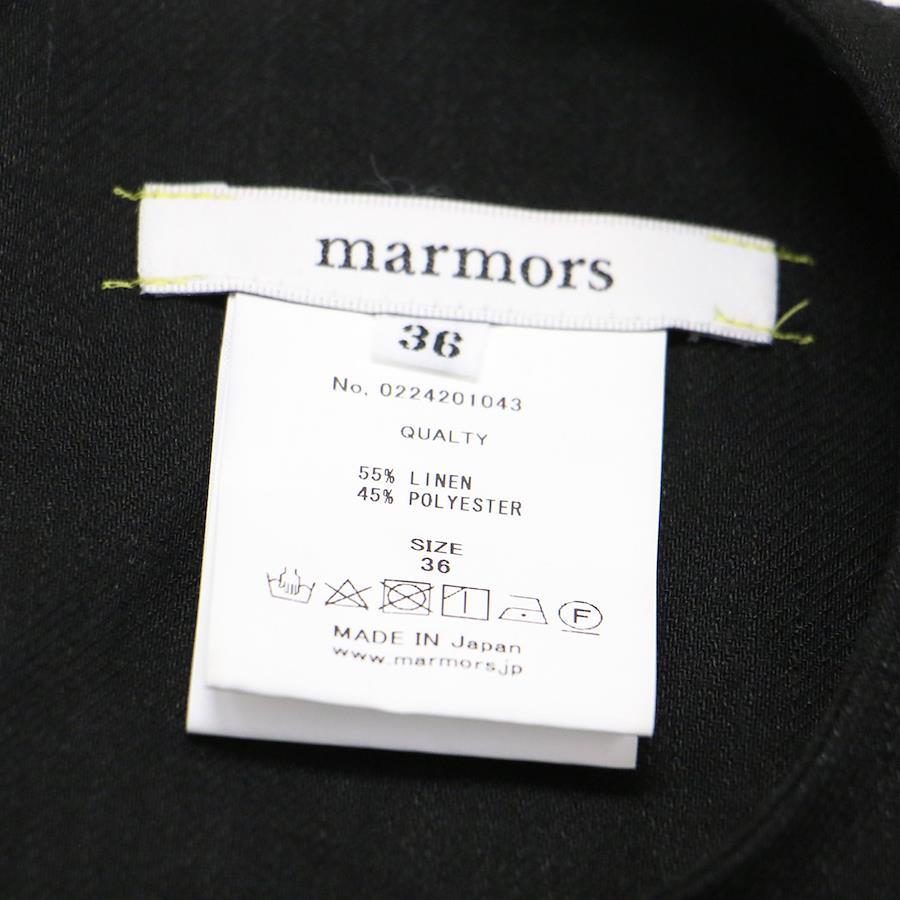 marmors
36
No. 0224201043
QUALTY
55% LINEN
45% POLYESTER
SIZE
36
F
MADE IN Japan
www.marmors.jp